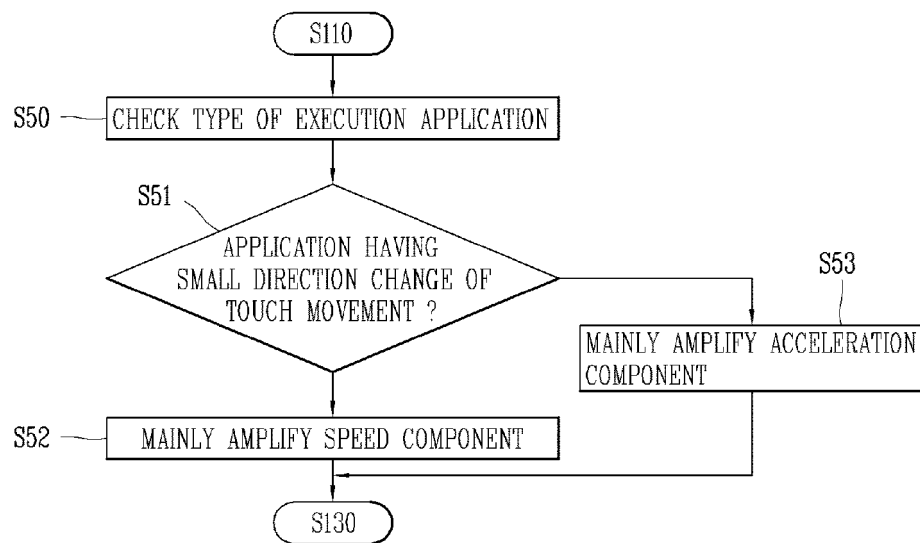 S110
S50
CHECK TYPE OF EXECUTION APPLICATION
S51
APPLICATION HAVING
SMALL DIRECTION CHANGE OF
TOUCH MOVEMENT ?
S53
MAINLY AMPLIFY ACCELERATION
COMPONENT
S52
MAINLY AMPLIFY SPEED COMPONENT
S130